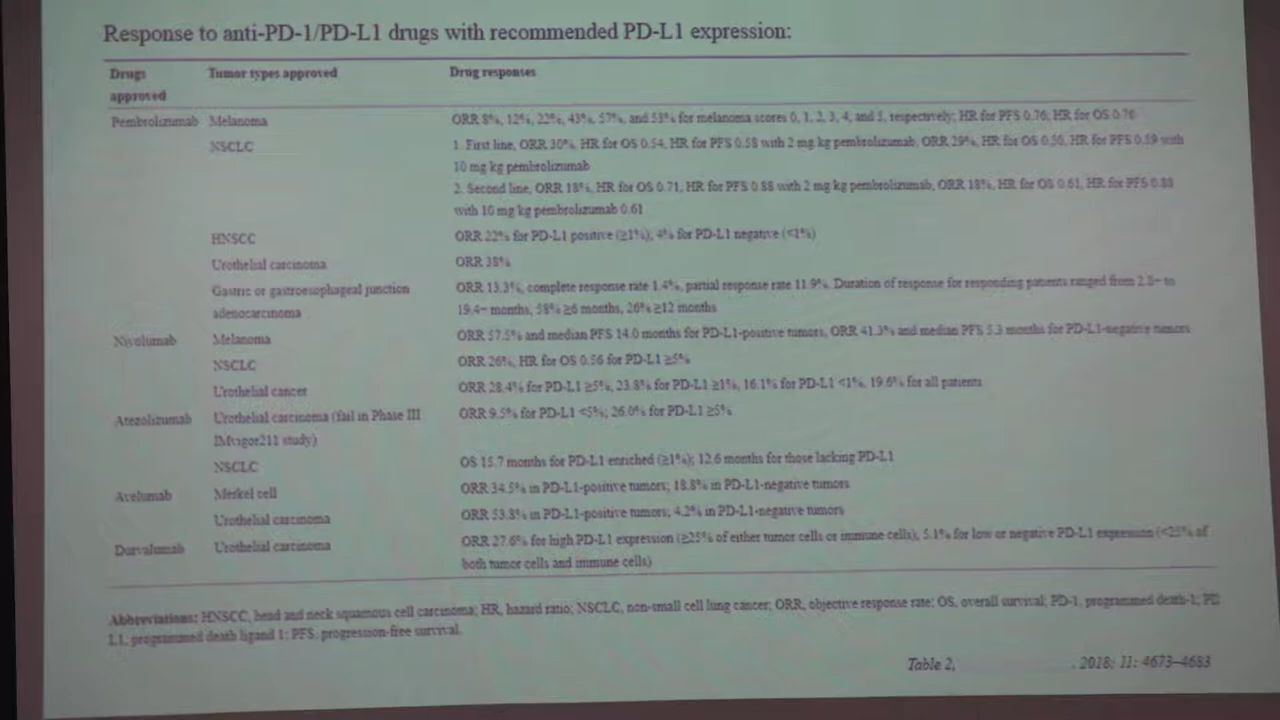 Response to anti-PD-1/PD-L1 drugs with recommended PD-L1 expression:
Drugs approved Tumor types approved Drug responses
Pembrolizumab Melanoma ORR 8%, 12%, 22%, 43%, 57%, and 53% for melanoma scores 0, 1, 2, 3, 4, and 5, respectively; HR for PFS 0.76, HR for OS 0.76
NSCLC 1. First line, ORR 30%, HR for OS 0.54, HR for PFS 0.58 with 2 mg kg pembrolizumab, ORR 29%, HR for OS 0.50, HR for PFS 0.59 with
10 mg kg pembrolizumab
2. Second line, ORR 18%, HR for OS 0.71, HR for PFS 0.88 with 2 mg kg pembrolizumab, ORR 18%, HR for OS 0.61, HR for PFS 0.88
with 10 mg kg pembrolizumab 0.61
HNSCC ORR 22% for PD-L1 positive (≥1%); 4% for PD-L1 negative (<1%)
Urothelial carcinoma ORR 38%
Gastric or gastroesophageal junction ORR 13.3%, complete response rate 1.4%, partial response rate 11.9%. Duration of response for responding patients ranged from to
adenocarcinoma months, 58% ≥6 months, 26% ≥12 months
Nivolumab Melanoma ORR 57.5% and median PFS 14.0 months for PD-L1-positive tumors, ORR 41.3% and median PFS 5.3 months for PD-L1-negative tumors
NSCLC ORR 26%, HR for OS 0.56 for PD-L1 ≥5%
Urothelial cancer ORR 28.4% for PD-L1 ≥5%, 23.8% for PD-L1 ≥1%, 16.1% for PD-L1 <1%, 19.6% for all patients
Atezolizumab Urothelial carcinoma (fail in Phase III ORR 9.5% for PD-L1 <5%; 26.0% for PD-L1 ≥5%
IMvigor211 study)
NSCLC OS 15.7 months for PD-L1 enriched (≥1%); 12.6 months for those lacking PD-L1
Avelumab Merkel cell ORR 34.5% in PD-L1-positive tumors; 18.8% in PD-L1-negative tumors
Urothelial carcinoma ORR 53.8% in PD-L1-positive tumors; 4.2% in PD-L1-negative tumors
Durvalumab Urothelial carcinoma ORR 27.6% for high PD-L1 expression (≥25% of either tumor cells or immune cells), 5.1% for low or negative PD-L1 expression (<25% of
both tumor cells and immune cells)
Abbreviations: HNSCC, head and neck squamous cell carcinoma; HR, hazard ratio; NSCLC, non-small cell lung cancer; ORR, objective response rate; OS, overall survival; PD-1, programmed death-1; PD
L1, programmed death ligand 1; PFS, progression-free survival.
Table 2, . 2018; 11: 4673–4683